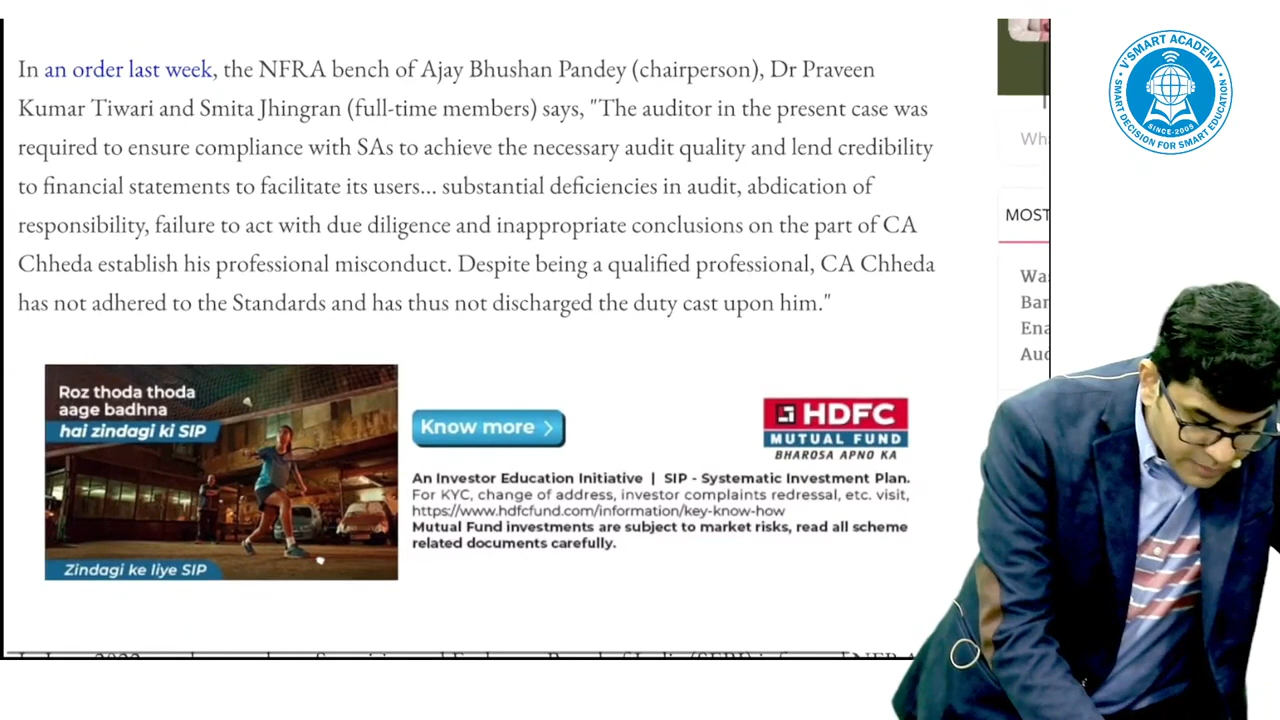 In an order last week, the NFRA bench of Ajay Bhushan Pandey (chairperson), Dr Praveen
Kumar Tiwari and Smita Jhingran (full-time members) says, "The auditor in the present case was
required to ensure compliance with SAs to achieve the necessary audit quality and lend credibility
to financial statements to facilitate its users... substantial deficiencies in audit, abdication of
responsibility, failure to act with due diligence and inappropriate conclusions on the part of CA
Chheda establish his professional misconduct. Despite being a qualified professional, CA Chheda
has not adhered to the Standards and has thus not discharged the duty cast upon him."
Roz thoda thoda
aage badhna
hai zindagi ki SIP
Zindagi ke liye SIP
Know more
HDFC
MUTUAL FUND
BHAROSA APNO KA
An Investor Education Initiative | SIP - Systematic Investment Plan.
For KYC, change of address, investor complaints redressal, etc. visit,
https://www.hdfcfund.com/information/key-know-how
Mutual Fund investments are subject to market risks, read all scheme
related documents carefully.
MOST
V'SMART ACADEMY
SINCE-2005
SMART DECISION FOR SMART EDUCATION